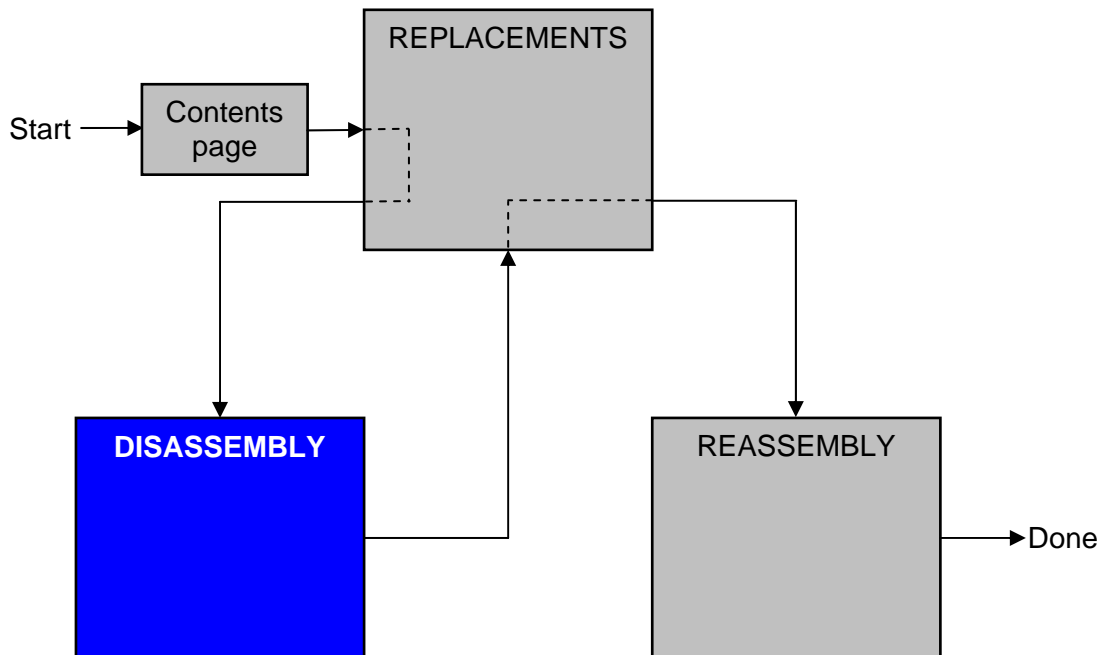 REPLACEMENTS
Start
Contents
page
DISASSEMBLY
REASSEMBLY
Done